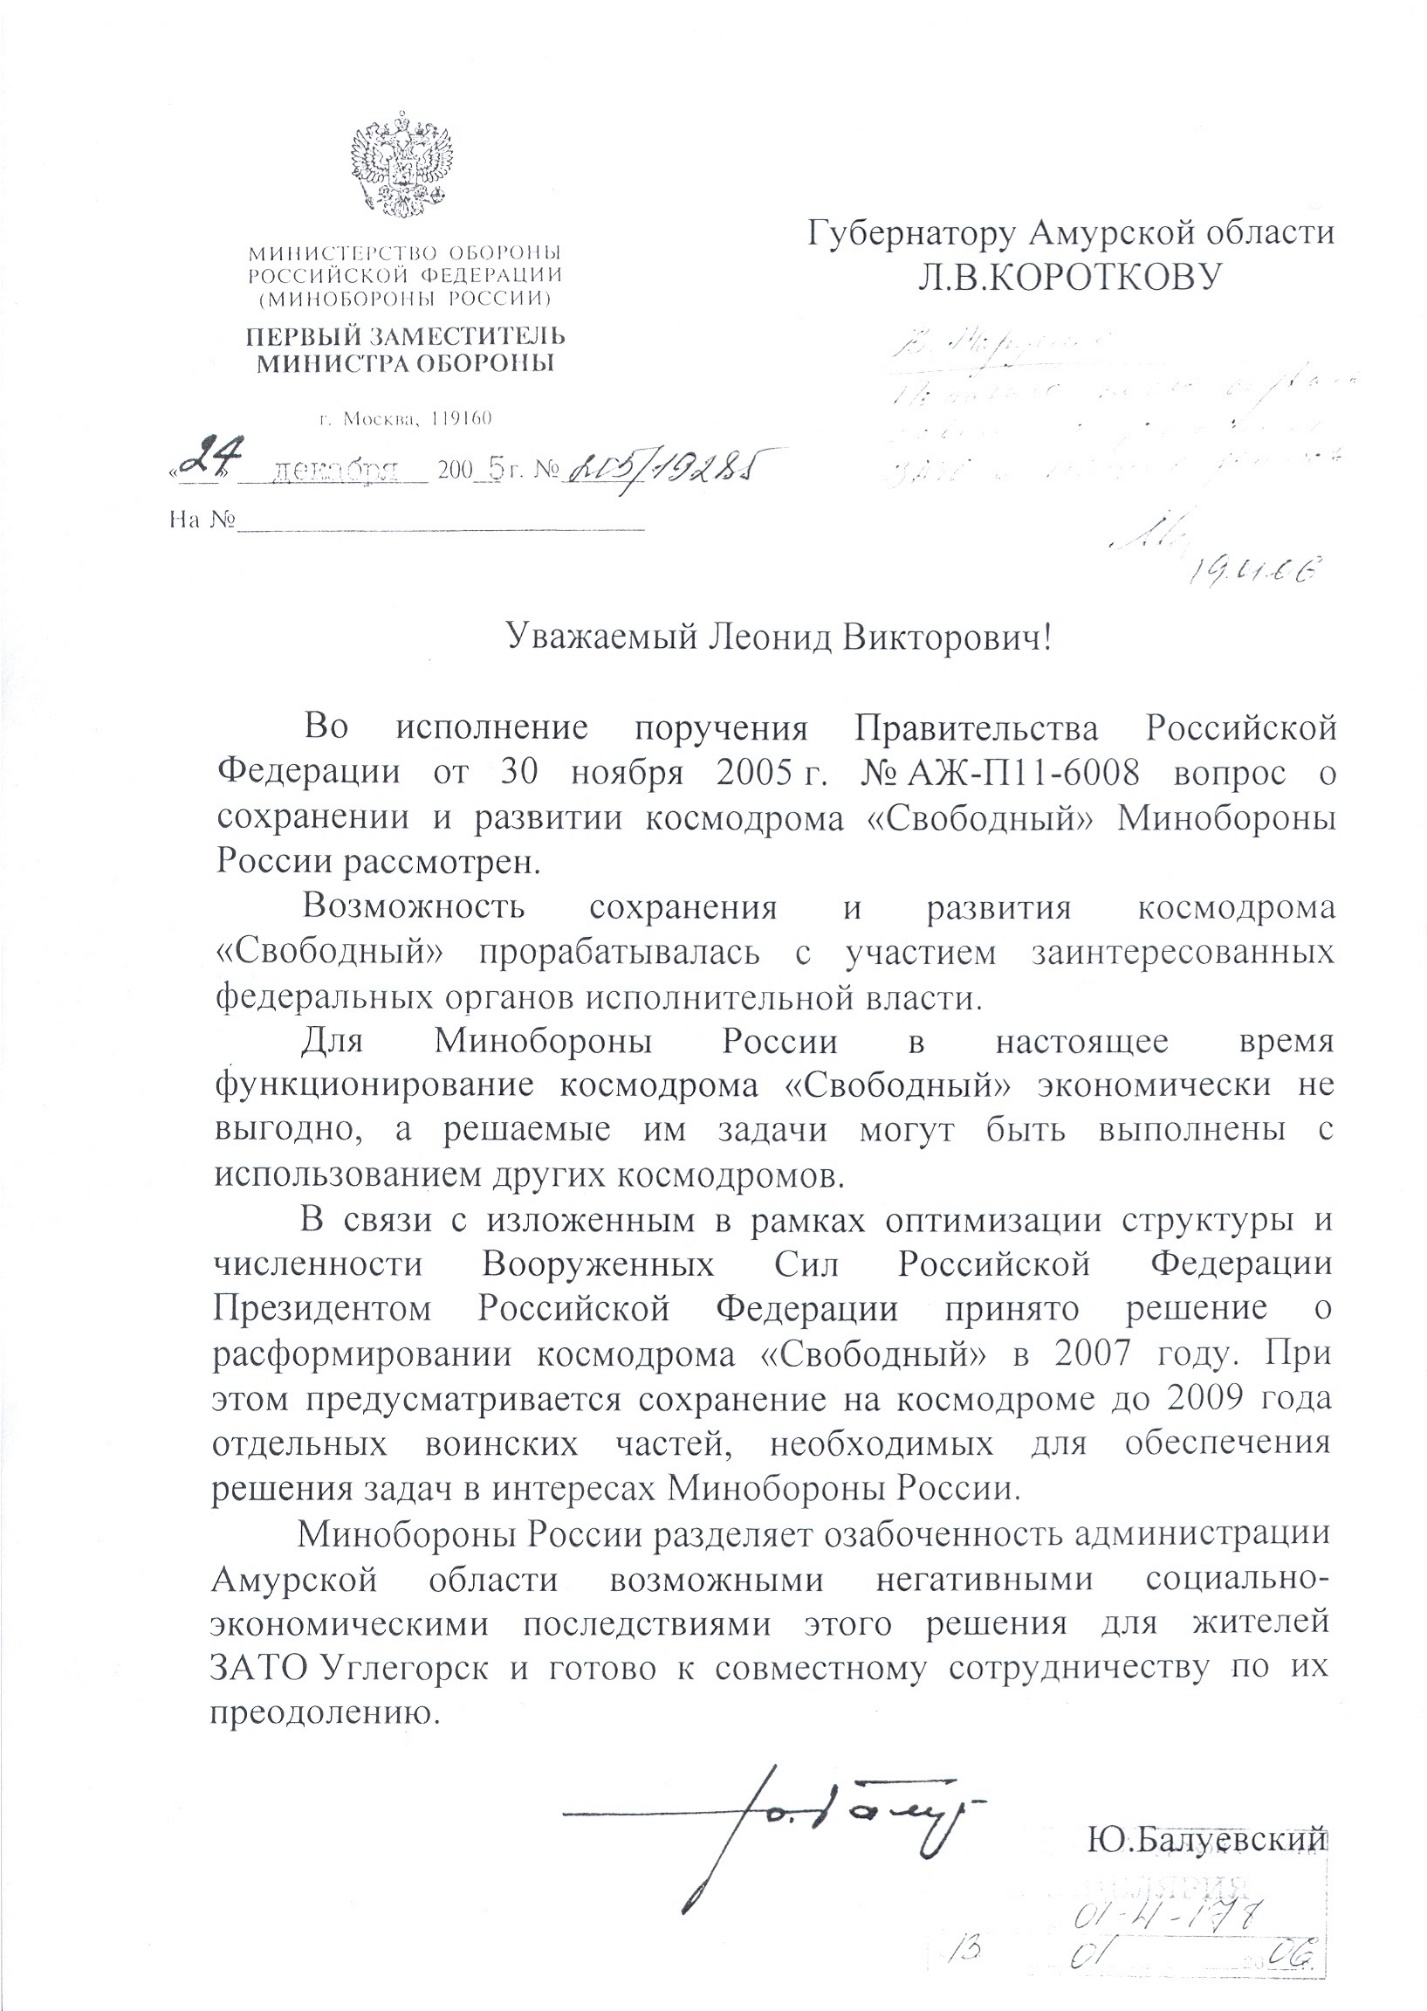 МИНИСТЕРСТВО ОБОРОНЫ
РОССИЙСКОЙ ФЕДЕРАЦИИ
(МИНОБОРОНЫ РОССИИ)
ПЕРВЫЙ ЗАМЕСТИТЕЛЬ
МИНИСТРА ОБОРОНЫ
г. Москва, 119160
«24» декабря 2005 г. № 205/19285
На №
Губернатору Амурской области
Л.В.КОРОТКОВУ
Уважаемый Леонид Викторович!
Во исполнение поручения Правительства Российской
Федерации от 30 ноября 2005 г. № АЖ-П11-6008 вопрос о
сохранении и развитии космодрома «Свободный» Минобороны
России рассмотрен.
Возможность сохранения и развития космодрома
«Свободный» прорабатывалась с участием заинтересованных
федеральных органов исполнительной власти.
Для Минобороны России в настоящее время
функционирование космодрома «Свободный» экономически не
выгодно, а решаемые им задачи могут быть выполнены с
использованием других космодромов.
В связи с изложенным в рамках оптимизации структуры и
численности Вооруженных Сил Российской Федерации
Президентом Российской Федерации принято решение о
расформировании космодрома «Свободный» в 2007 году. При
этом предусматривается сохранение на космодроме до 2009 года
отдельных воинских частей, необходимых для обеспечения
решения задач в интересах Минобороны России.
Минобороны России разделяет озабоченность администрации
Амурской области возможными негативными социально-
экономическими последствиями этого решения для жителей
ЗАТО Углегорск и готово к совместному сотрудничеству по их
преодолению.
Ю.Балуевский
01-4-178
13 01 2006